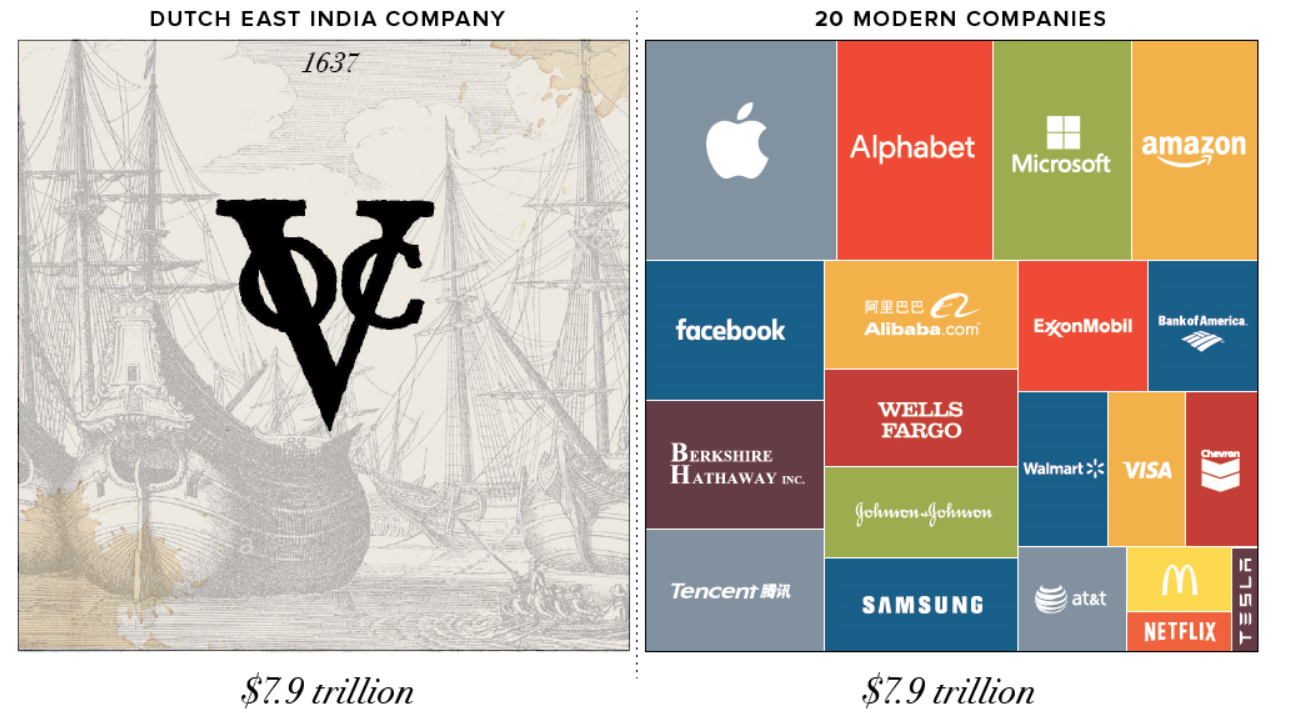 DUTCH EAST INDIA COMPANY
1637
VOC
$7.9 trillion
20 MODERN COMPANIES
Alphabet
Microsoft
amazon
facebook
阿里巴巴
Alibaba.com
ExxonMobil
Bank of America.
BERKSHIRE
HATHAWAY INC.
WELLS
FARGO
Walmart
VISA
Chevron
Johnson & Johnson
Tencent 腾讯
SAMSUNG
at&t
M
NETFLIX
TESLA
$7.9 trillion